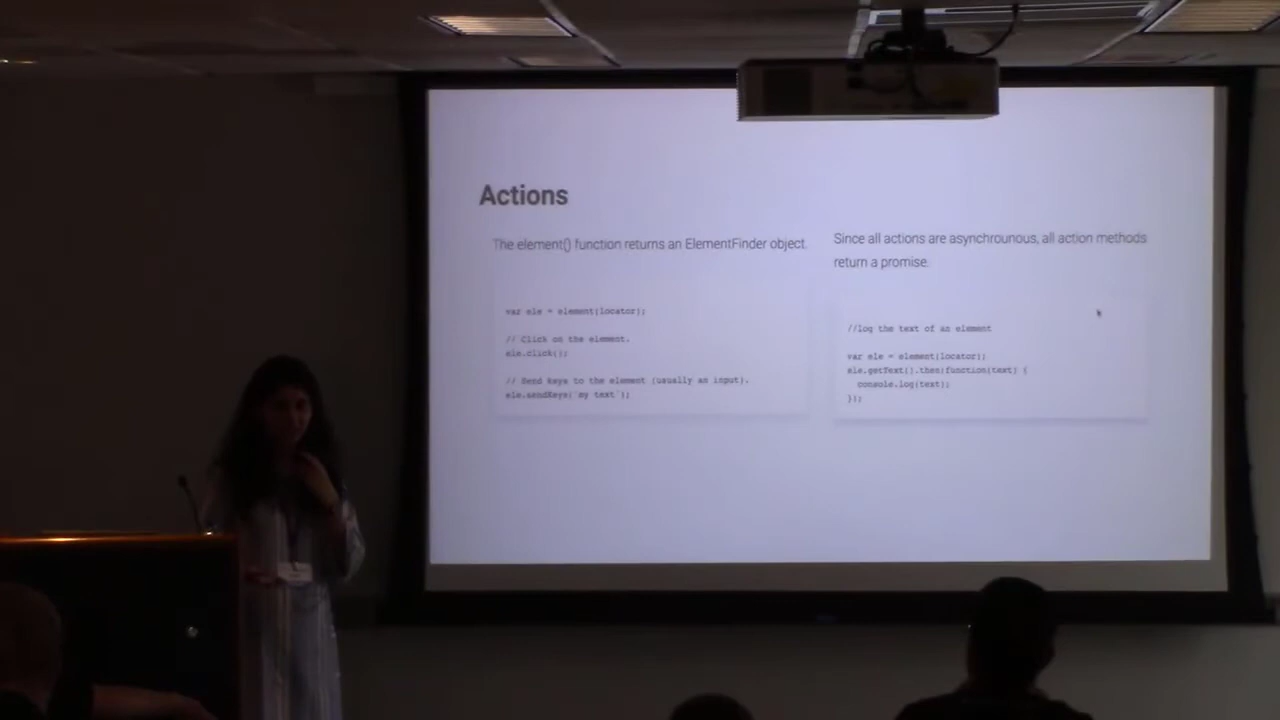 Actions
The element() function returns an ElementFinder object.
var ele = element(locator);
// Click on the element.
ele.click();
// Send keys to the element (usually an input).
ele.sendKeys('my text');
Since all actions are asynchrounous, all action methods
return a promise.
//log the text of an element
var ele = element(locator);
ele.getText().then(function(text) {
console.log(text);
});